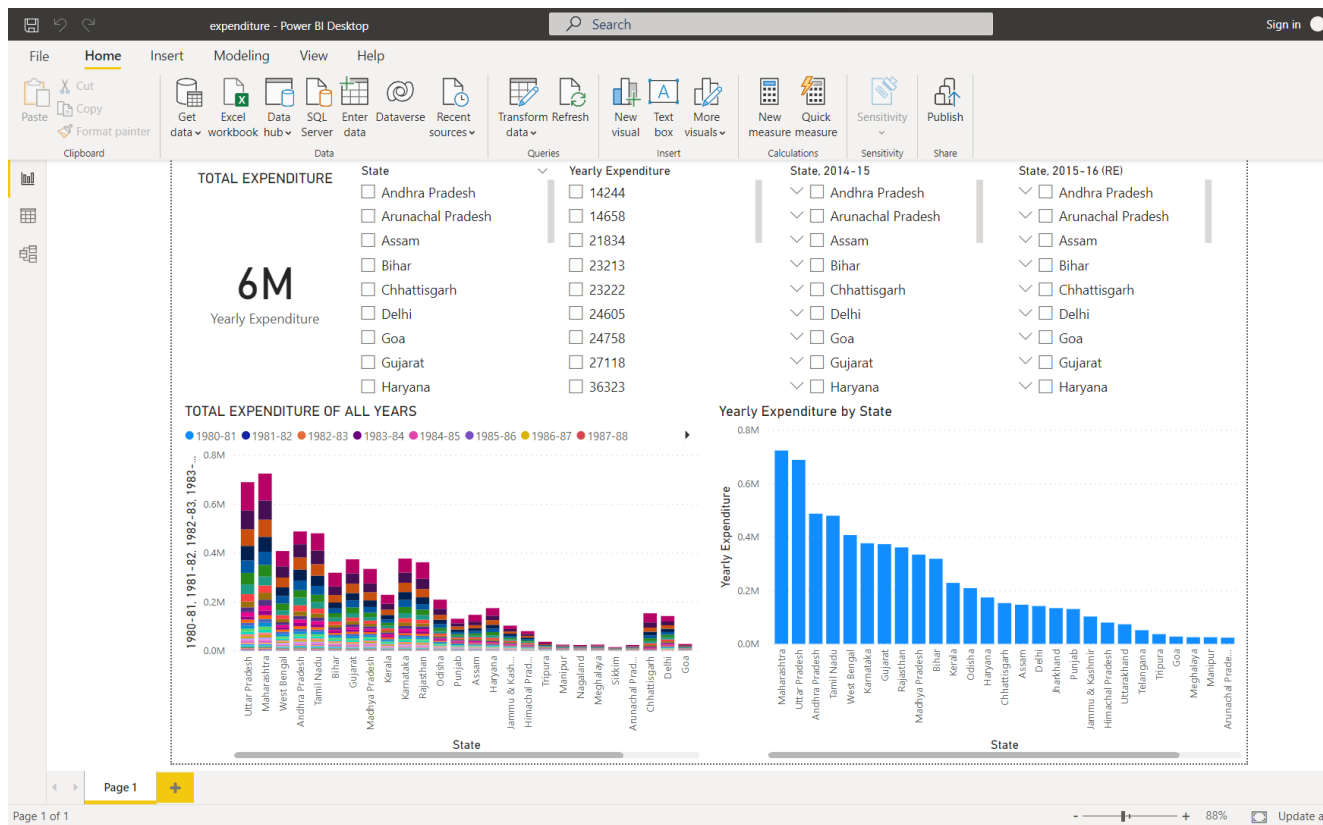 expenditure - Power BI Desktop
Search
Sign in
File Home Insert Modeling View Help
Paste
Cut
Copy
Format painter
Clipboard
Get data
Excel workbook
Data hub
SQL Server
Enter data
Dataverse
Recent sources
Data
Transform data
Refresh
Queries
New visual
Text box
More visuals
Insert
New measure
Quick measure
Calculations
Sensitivity
Sensitivity
Publish
Share
TOTAL EXPENDITURE
6M
Yearly Expenditure
State
Andhra Pradesh
Arunachal Pradesh
Assam
Bihar
Chhattisgarh
Delhi
Goa
Gujarat
Haryana
Yearly Expenditure
14244
14658
21834
23213
23222
24605
24758
27118
36323
State, 2014-15
Andhra Pradesh
Arunachal Pradesh
Assam
Bihar
Chhattisgarh
Delhi
Goa
Gujarat
Haryana
State, 2015-16 (RE)
Andhra Pradesh
Arunachal Pradesh
Assam
Bihar
Chhattisgarh
Delhi
Goa
Gujarat
Haryana
TOTAL EXPENDITURE OF ALL YEARS
1980-81 1981-82 1982-83 1983-84 1984-85 1985-86 1986-87 1987-88
1980-81, 1981-82, 1982-83, 1983-...
0.8M
0.6M
0.4M
0.2M
0.0M
Uttar Pradesh
Maharashtra
West Bengal
Andhra Pradesh
Tamil Nadu
Bihar
Gujarat
Madhya Pradesh
Kerala
Karnataka
Rajasthan
Odisha
Punjab
Assam
Haryana
Jammu & Kash...
Himachal Prad...
Tripura
Manipur
Nagaland
Meghalaya
Sikkim
Arunachal Prad...
Chhattisgarh
Delhi
Goa
State
Yearly Expenditure by State
Yearly Expenditure
0.8M
0.6M
0.4M
0.2M
0.0M
Maharashtra
Uttar Pradesh
Andhra Pradesh
Tamil Nadu
West Bengal
Karnataka
Gujarat
Rajasthan
Madhya Pradesh
Bihar
Kerala
Odisha
Haryana
Chhattisgarh
Assam
Delhi
Jharkhand
Punjab
Jammu & Kashmir
Himachal Pradesh
Uttarakhand
Telangana
Tripura
Goa
Meghalaya
Manipur
Arunachal Prade...
State
Page 1
+
Page 1 of 1
- + 88%
Update a